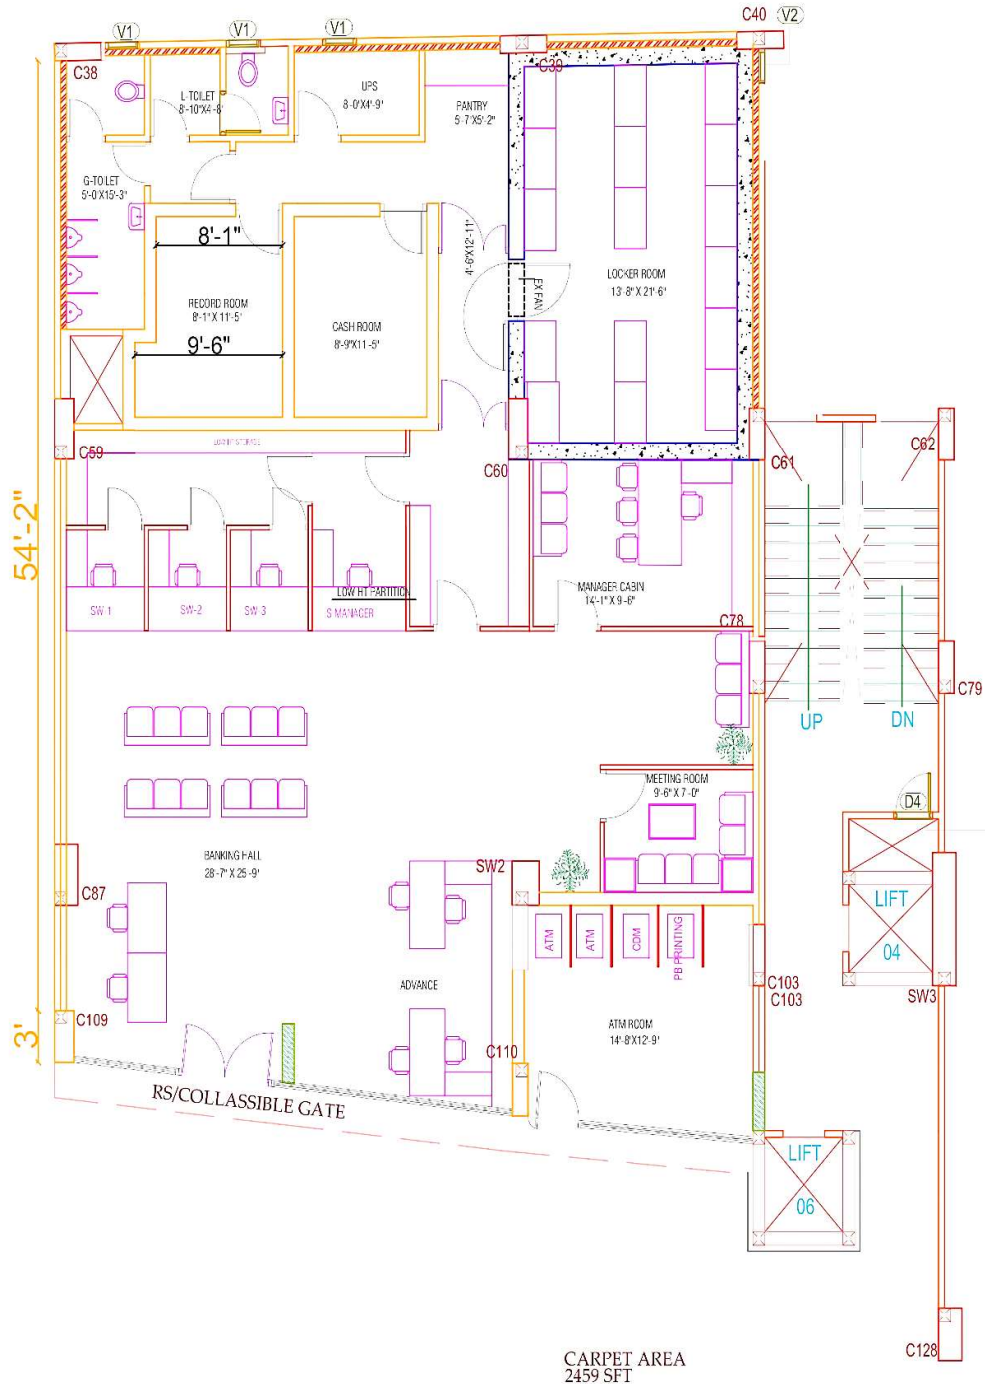 C40 V2
V1
V1
V1
C38
C39
L-TOILET
8'-10"X4'-8"
UPS
8'-0"X4'-9"
PANTRY
5'-7"X5'-2"
G-TOILET
5'-0"X15'-3"
8'-1"
4'-6"X12'-11"
EX FAN
LOCKER ROOM
13'-8" X 21'-6"
RECORD ROOM
8'-1" X 11'-5"
9'-6"
CASH ROOM
8'-9"X11'-5"
LOW HT STORAGE
C59
C60
C61
C62
54'-2"
MANAGER CABIN
14'-1" X 9'-6"
LOW HT PARTITION
SW-1
SW-2
SW-3
S.MANAGER
C78
C79
UP
DN
MEETING ROOM
9'-6" X 7'-0"
D4
BANKING HALL
28'-7" X 25'-9"
SW2
C87
LIFT
04
ATM
ATM
CDM
PB PRINTING
ADVANCE
C103
C103
SW3
C109
ATM ROOM
14'-8"X12'-9"
3'
C110
RS/COLLASSIBLE GATE
LIFT
06
C128
CARPET AREA
2459 SFT